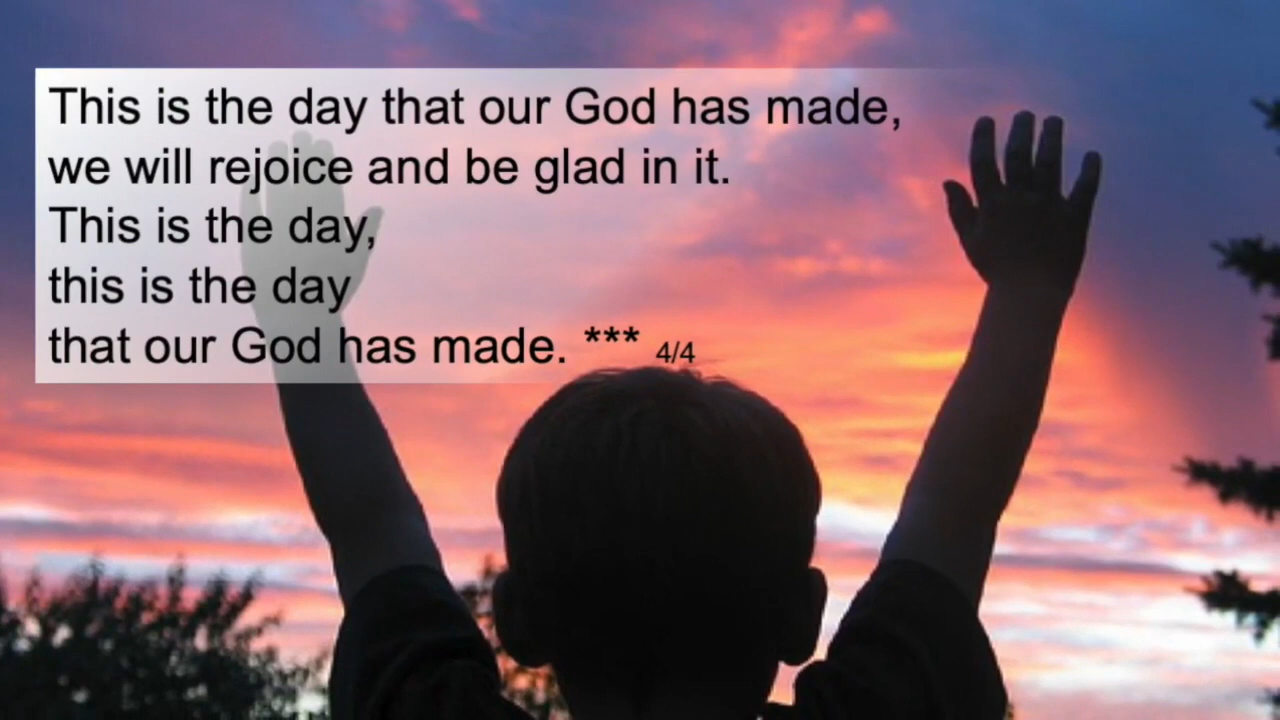 This is the day that our God has made,
we will rejoice and be glad in it.
This is the day,
this is the day
that our God has made. *** 4/4